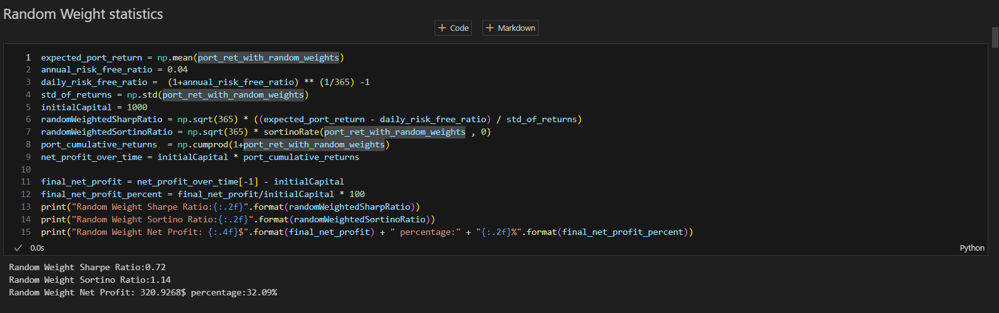 Random Weight statistics
+ Code + Markdown
1 expected_port_return = np.mean(port_ret_with_random_weights)
2 annual_risk_free_ratio = 0.04
3 daily_risk_free_ratio =  (1+annual_risk_free_ratio) ** (1/365) -1
4 std_of_returns = np.std(port_ret_with_random_weights)
5 initialCapital = 1000
6 randomWeightedSharpRatio = np.sqrt(365) * ((expected_port_return - daily_risk_free_ratio) / std_of_returns)
7 randomWeightedSortinoRatio = np.sqrt(365) * sortinoRate(port_ret_with_random_weights , 0)
8 port_cumulative_returns  = np.cumprod(1+port_ret_with_random_weights)
9 net_profit_over_time = initialCapital * port_cumulative_returns
10
11 final_net_profit = net_profit_over_time[-1] - initialCapital
12 final_net_profit_percent = final_net_profit/initialCapital * 100
13 print("Random Weight Sharpe Ratio:{:.2f}".format(randomWeightedSharpRatio))
14 print("Random Weight Sortino Ratio:{:.2f}".format(randomWeightedSortinoRatio))
15 print("Random Weight Net Profit: {:.4f}$".format(final_net_profit) + " percentage:" + "{:.2f}%".format(final_net_profit_percent))
✓ 0.0s Python
Random Weight Sharpe Ratio:0.72
Random Weight Sortino Ratio:1.14
Random Weight Net Profit: 320.9268$ percentage:32.09%